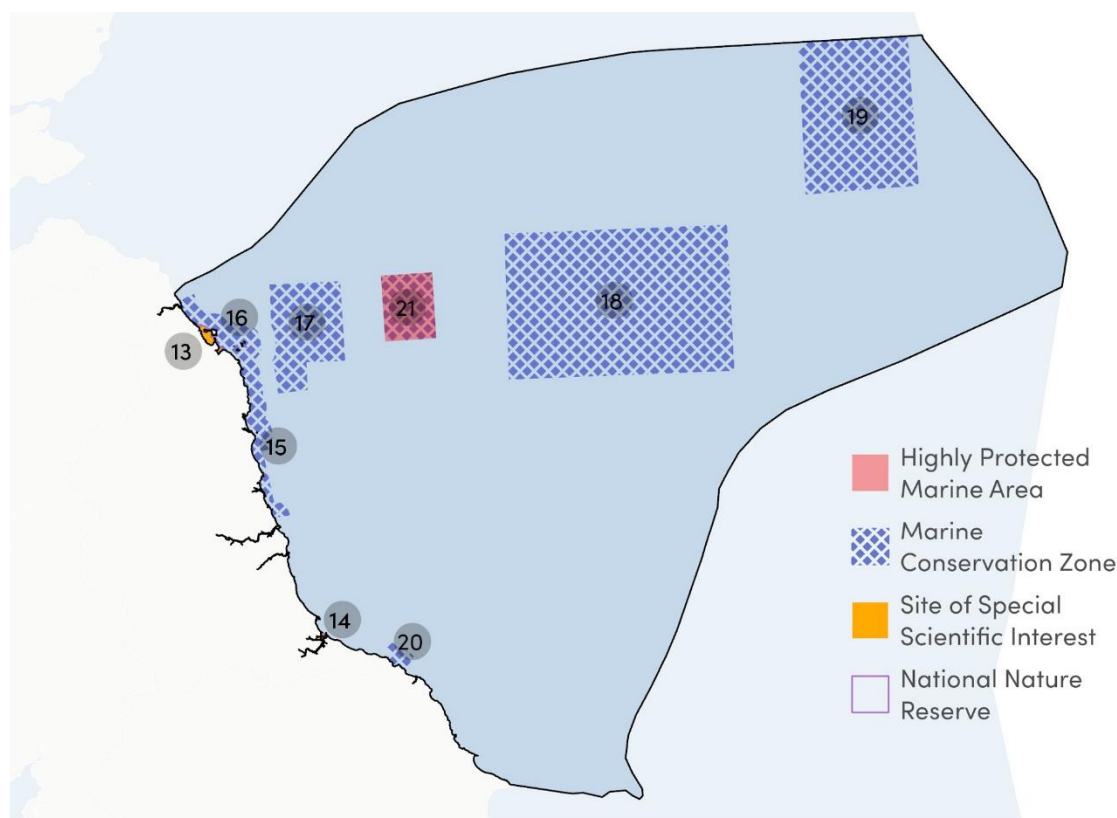 19
18
21
17
16
13
15
14
20
Highly Protected
Marine Area
Marine
Conservation Zone
Site of Special
Scientific Interest
National Nature
Reserve